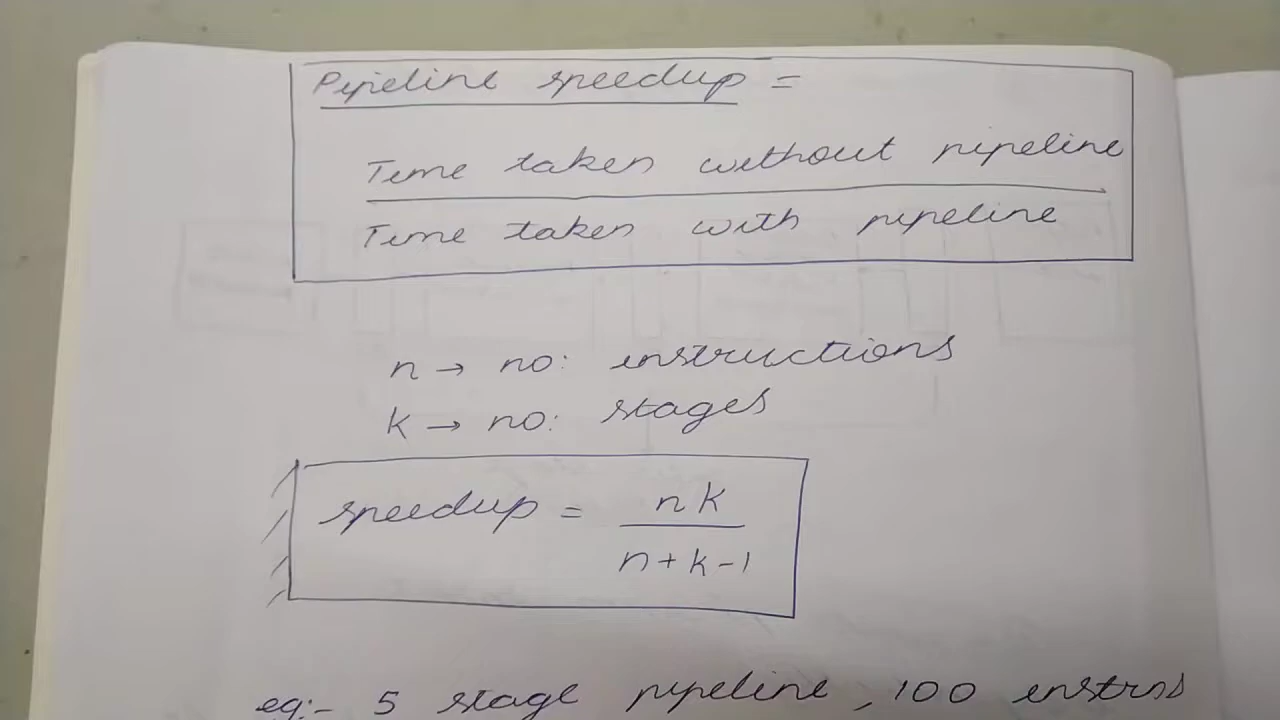 Pipeline speedup =
Time taken without pipeline
Time taken with pipeline
n → no: instructions
k → no: stages
speedup = nk
n+k-1
eg:- 5 stage pipeline, 100 instrns